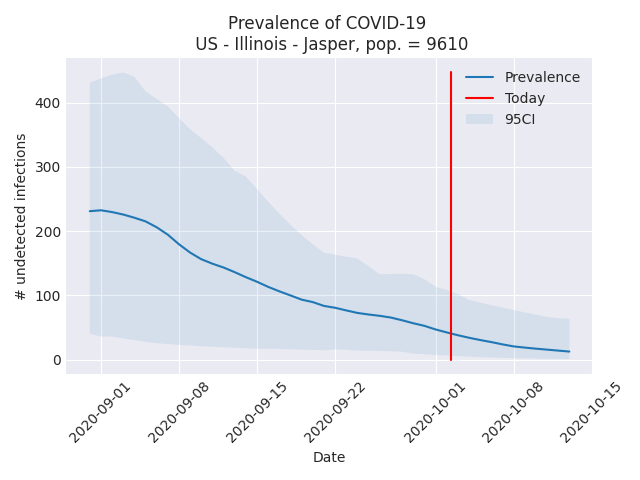 Prevalence of COVID-19
US - Illinois - Jasper, pop. = 9610
Prevalence
Today
95CI
# undetected infections
400
300
200
100
0
2020-09-01
2020-09-08
2020-09-15
2020-09-22
2020-10-01
2020-10-08
2020-10-15
Date